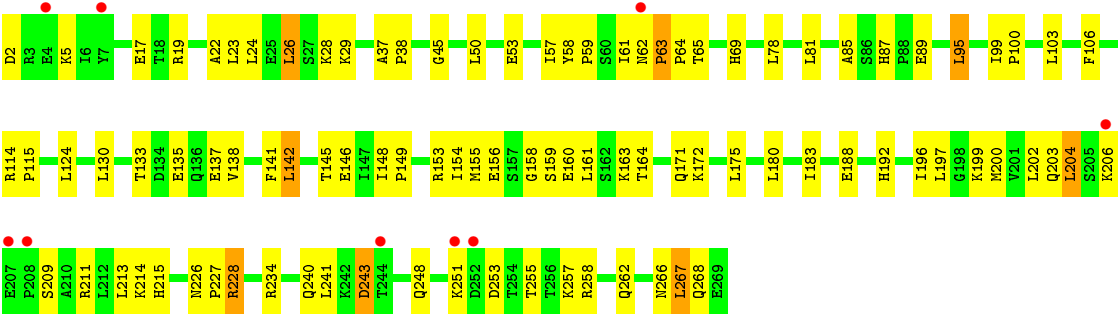 D2 R3 E4 K5 I6 Y7 E17 T18 R19 A22 L23 L24 E25 L26 S27 K28 K29 A37 P38 G45 L50 E53 I57 Y58 P59 S60 I61 N62 P63 P64 T65 H69 L78 L81 A85 S86 H87 P88 E89 L95 I99 P100 L103 F106
R114 P115 L124 L130 T133 D134 E135 Q136 E137 V138 F141 L142 T145 E146 I147 I148 P149 R153 I154 M155 E156 S157 G158 S159 E160 L161 S162 K163 T164 Q171 K172 L175 L180 I183 E188 H192 I196 L197 G198 K199 M200 V201 L202 Q203 L204 S205 K206
E207 P208 S209 A210 R211 L212 L213 K214 H215 N226 P227 R228 R234 Q240 L241 K242 D243 T244 Q248 K251 D252 D253 T254 T255 T256 K257 R258 Q262 N266 L267 Q268 E269